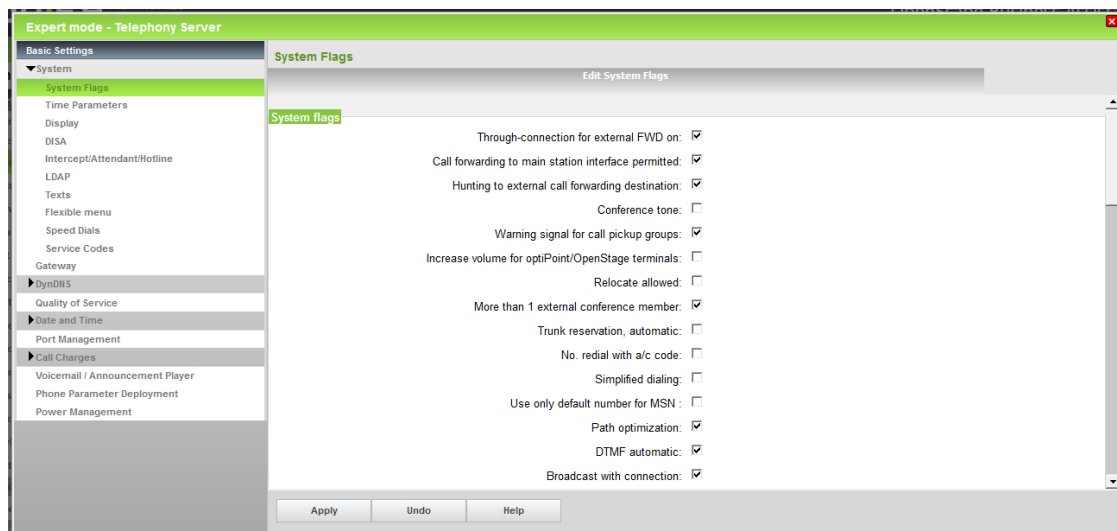 Expert mode - Telephony Server
Basic Settings
System
System Flags
Time Parameters
Display
DISA
Intercept/Attendant/Hotline
LDAP
Texts
Flexible menu
Speed Dials
Service Codes
Gateway
DynDNS
Quality of Service
Date and Time
Port Management
Call Charges
Voicemail / Announcement Player
Phone Parameter Deployment
Power Management
System Flags
Edit System Flags
System flags
Through-connection for external FWD on:
Call forwarding to main station interface permitted:
Hunting to external call forwarding destination:
Conference tone:
Warning signal for call pickup groups:
Increase volume for optiPoint/OpenStage terminals:
Relocate allowed:
More than 1 external conference member:
Trunk reservation, automatic:
No. redial with a/c code:
Simplified dialing:
Use only default number for MSN :
Path optimization:
DTMF automatic:
Broadcast with connection:
Apply
Undo
Help